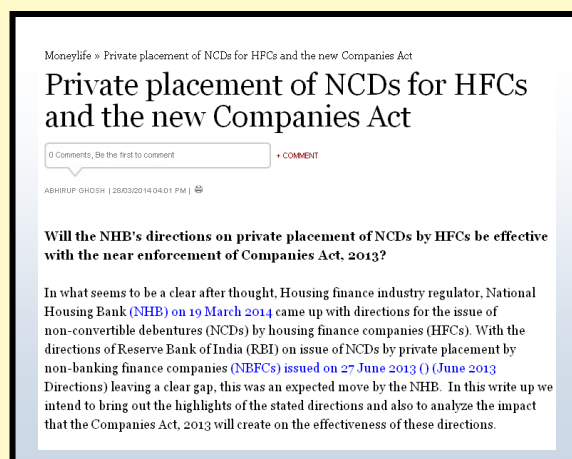 Moneylife » Private placement of NCDs for HFCs and the new Companies Act
Private placement of NCDs for HFCs
and the new Companies Act
0 Comments, Be the first to comment
+ COMMENT
ABHIRUP GHOSH | 28/03/2014 04:01 PM |
Will the NHB's directions on private placement of NCDs by HFCs be effective
with the near enforcement of Companies Act, 2013?
In what seems to be a clear after thought, Housing finance industry regulator, National
Housing Bank (NHB) on 19 March 2014 came up with directions for the issue of
non-convertible debentures (NCDs) by housing finance companies (HFCs). With the
directions of Reserve Bank of India (RBI) on issue of NCDs by private placement by
non-banking finance companies (NBFCs) issued on 27 June 2013 () (June 2013
Directions) leaving a clear gap, this was an expected move by the NHB.  In this write up we
intend to bring out the highlights of the stated directions and also to analyze the impact
that the Companies Act, 2013 will create on the effectiveness of these directions.